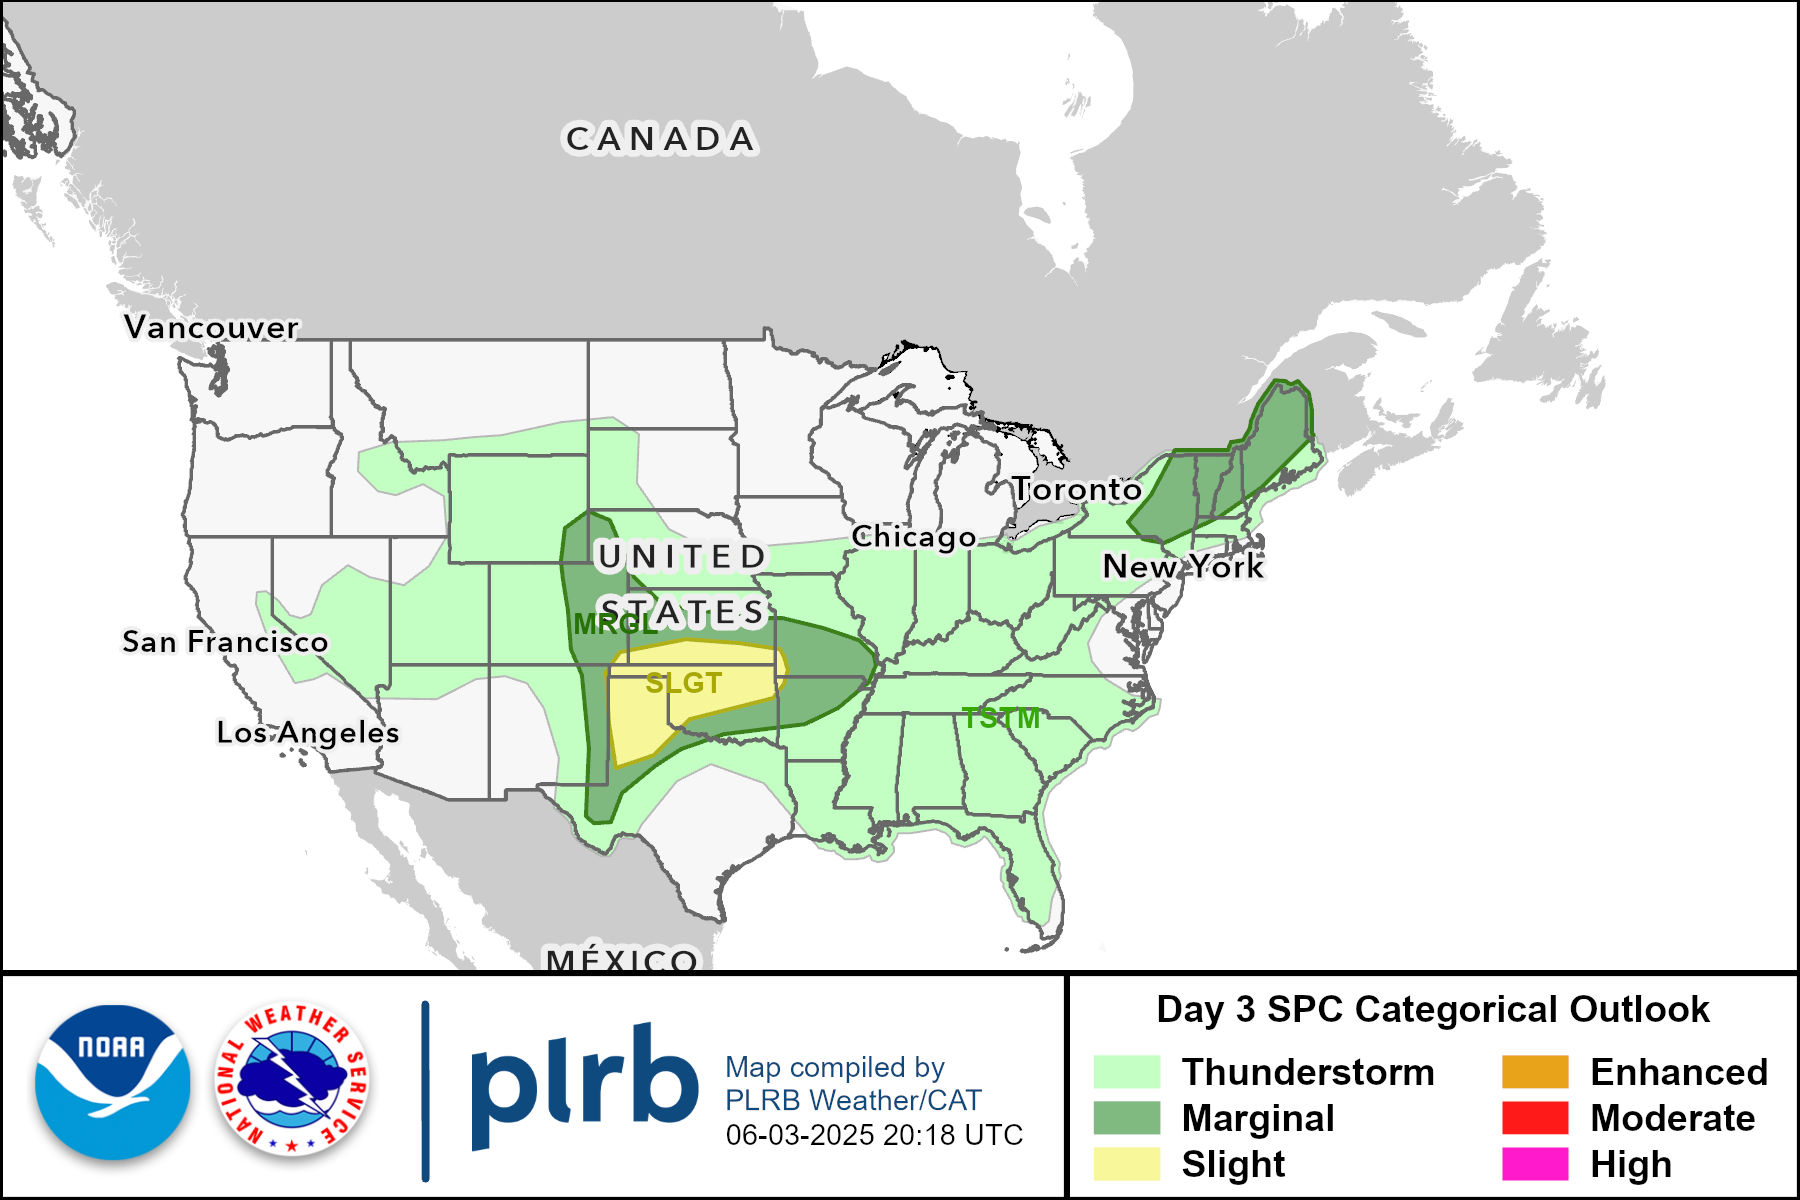 CANADA
Vancouver
Toronto
Chicago
UNITED
New York
STATES
MRGL
San Francisco
SLGT
TSTM
Los Angeles
MÉXICO
NOAA
NATIONAL WEATHER SERVICE
plrb
Map compiled by
PLRB Weather/CAT
06-03-2025 20:18 UTC
Day 3 SPC Categorical Outlook
Thunderstorm
Marginal
Slight
Enhanced
Moderate
High